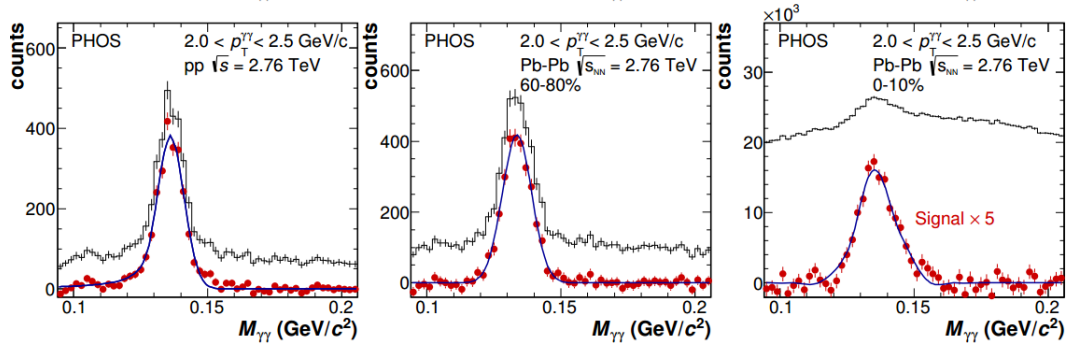 counts
600
400
200
0
PHOS
2.0 < p_T^γγ < 2.5 GeV/c
pp √s = 2.76 TeV
0.1 0.15 0.2
M_γγ (GeV/c²)
counts
600
400
200
0
PHOS
2.0 < p_T^γγ < 2.5 GeV/c
Pb-Pb √s_NN = 2.76 TeV
60-80%
0.1 0.15 0.2
M_γγ (GeV/c²)
×10³
counts
30
20
10
0
PHOS
2.0 < p_T^γγ < 2.5 GeV/c
Pb-Pb √s_NN = 2.76 TeV
0-10%
Signal × 5
0.1 0.15 0.2
M_γγ (GeV/c²)